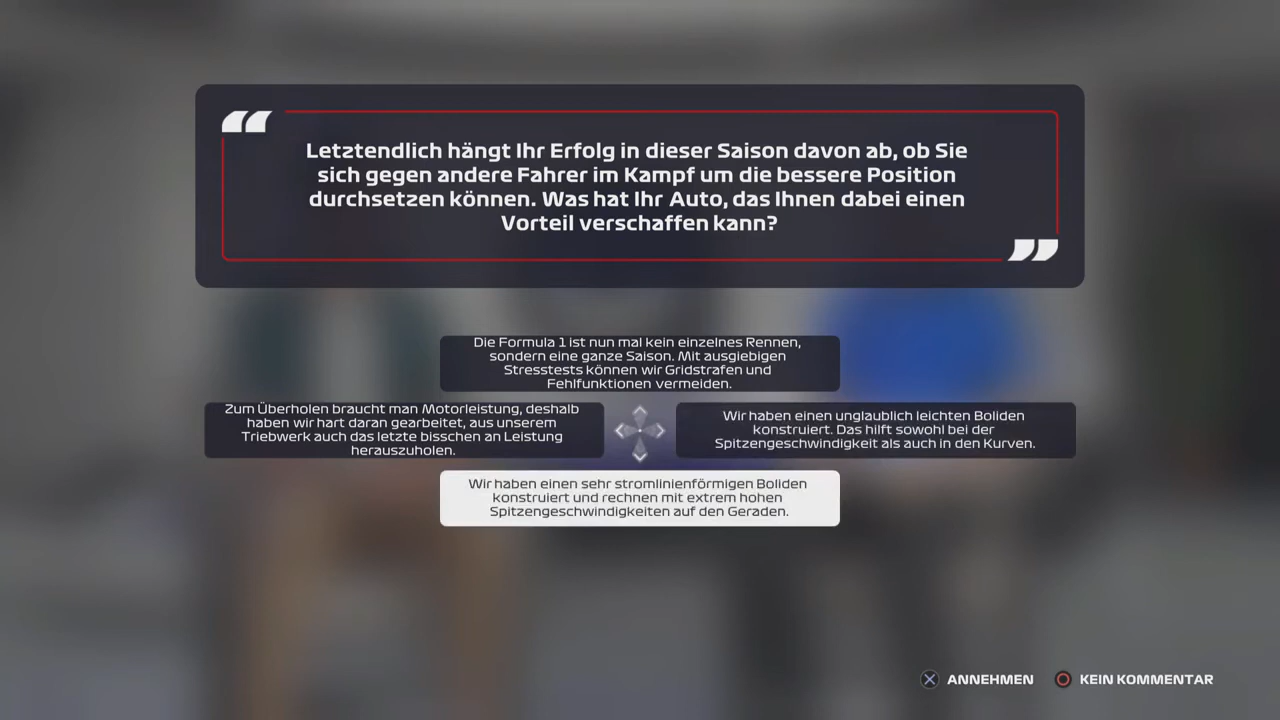 Letztendlich hängt Ihr Erfolg in dieser Saison davon ab, ob Sie
sich gegen andere Fahrer im Kampf um die bessere Position
durchsetzen können. Was hat Ihr Auto, das Ihnen dabei einen
Vorteil verschaffen kann?
Die Formula 1 ist nun mal kein einzelnes Rennen,
sondern eine ganze Saison. Mit ausgiebigen
Stresstests können wir Gridstrafen und
Fehlfunktionen vermeiden.
Zum Überholen braucht man Motorleistung, deshalb
haben wir hart daran gearbeitet, aus unserem
Triebwerk auch das letzte bisschen an Leistung
herauszuholen.
Wir haben einen unglaublich leichten Boliden
konstruiert. Das hilft sowohl bei der
Spitzengeschwindigkeit als auch in den Kurven.
Wir haben einen sehr stromlinienförmigen Boliden
konstruiert und rechnen mit extrem hohen
Spitzengeschwindigkeiten auf den Geraden.
ANNEHMEN
KEIN KOMMENTAR